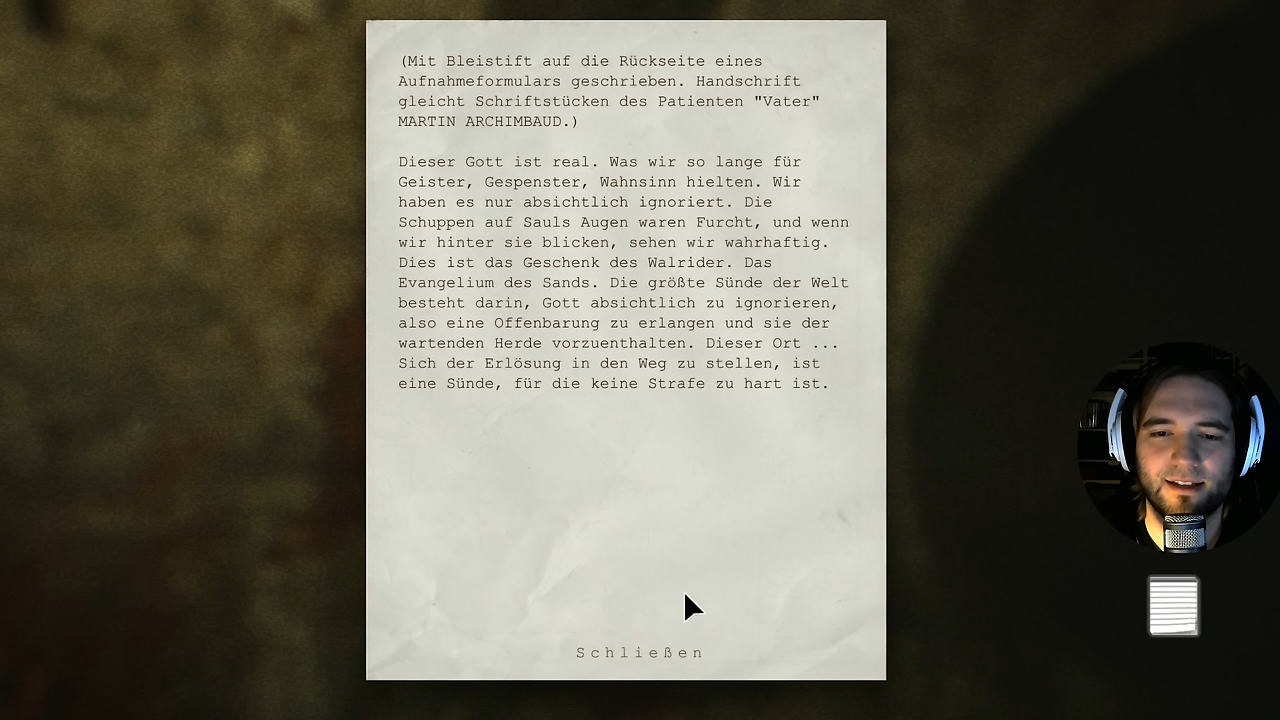 (Mit Bleistift auf die Rückseite eines
Aufnahmeformulars geschrieben. Handschrift
gleicht Schriftstücken des Patienten "Vater"
MARTIN ARCHIMBAUD.)
Dieser Gott ist real. Was wir so lange für
Geister, Gespenster, Wahnsinn hielten. Wir
haben es nur absichtlich ignoriert. Die
Schuppen auf Sauls Augen waren Furcht, und wenn
wir hinter sie blicken, sehen wir wahrhaftig.
Dies ist das Geschenk des Walrider. Das
Evangelium des Sands. Die größte Sünde der Welt
besteht darin, Gott absichtlich zu ignorieren,
also eine Offenbarung zu erlangen und sie der
wartenden Herde vorzuenthalten. Dieser Ort ...
Sich der Erlösung in den Weg zu stellen, ist
eine Sünde, für die keine Strafe zu hart ist.
Schließen